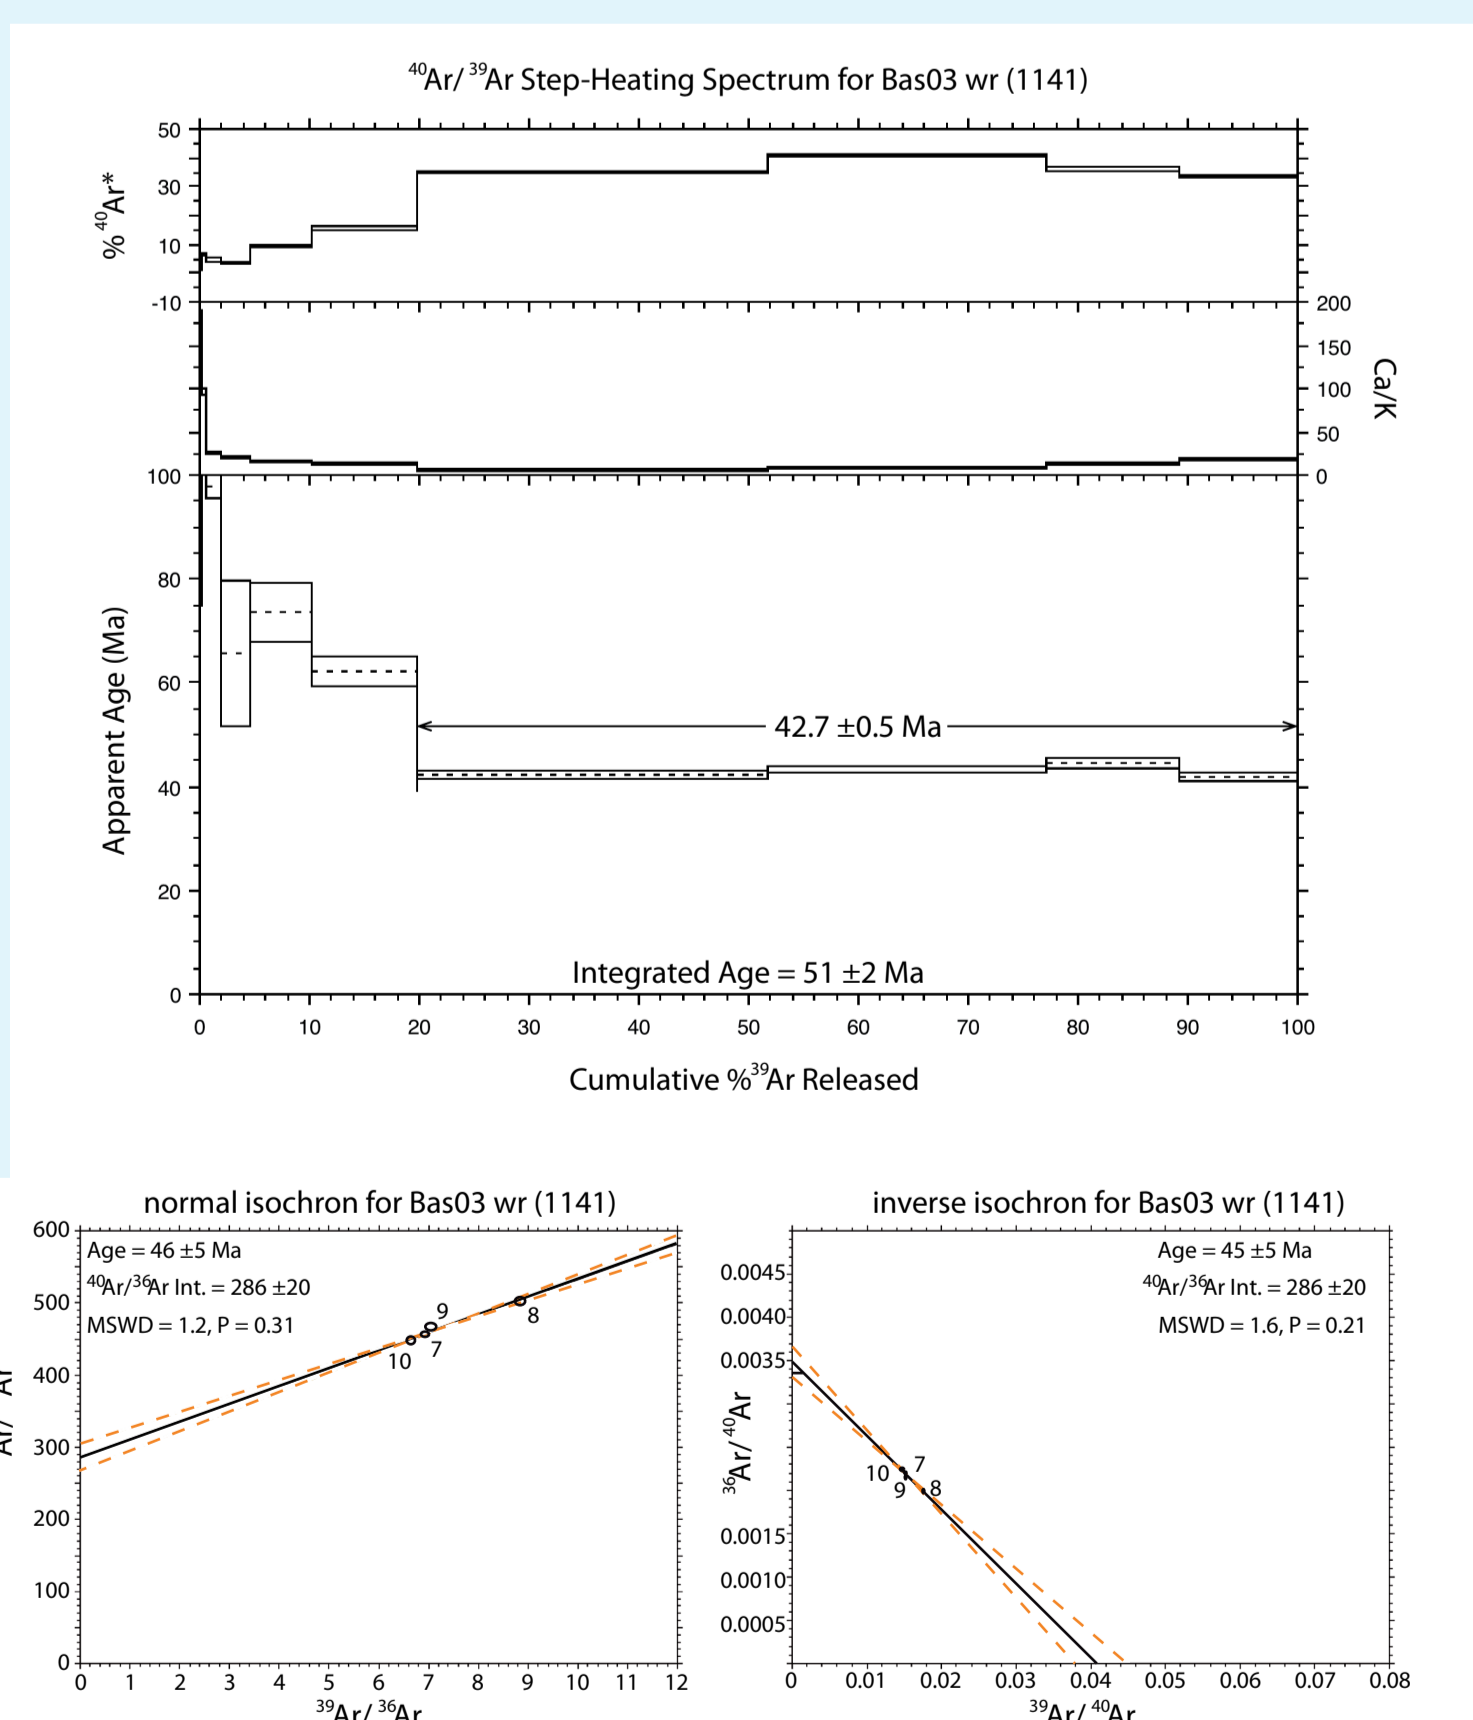 ⁴⁰Ar/ ³⁹Ar Step-Heating Spectrum for Bas03 wr (1141)
50
30
10
-10
% ⁴⁰Ar*
200
150
100
50
0
Ca/K
100
80
60
40
20
0
Apparent Age (Ma)
42.7 ±0.5 Ma
Integrated Age = 51 ±2 Ma
0 10 20 30 40 50 60 70 80 90 100
Cumulative %³⁹Ar Released
normal isochron for Bas03 wr (1141)
600
500
400
300
200
100
0
Age = 46 ±5 Ma
⁴⁰Ar/³⁶Ar Int. = 286 ±20
MSWD = 1.2, P = 0.31
9
8
7
10
0 1 2 3 4 5 6 7 8 9 10 11 12
³⁹Ar/ ³⁶Ar
inverse isochron for Bas03 wr (1141)
Age = 45 ±5 Ma
⁴⁰Ar/³⁶Ar Int. = 286 ±20
MSWD = 1.6, P = 0.21
0.0045
0.0040
0.0035
0.0015
0.0010
0.0005
³⁶Ar/ ⁴⁰Ar
7
10
9
8
0 0.01 0.02 0.03 0.04 0.05 0.06 0.07 0.08
³⁹Ar/ ⁴⁰Ar